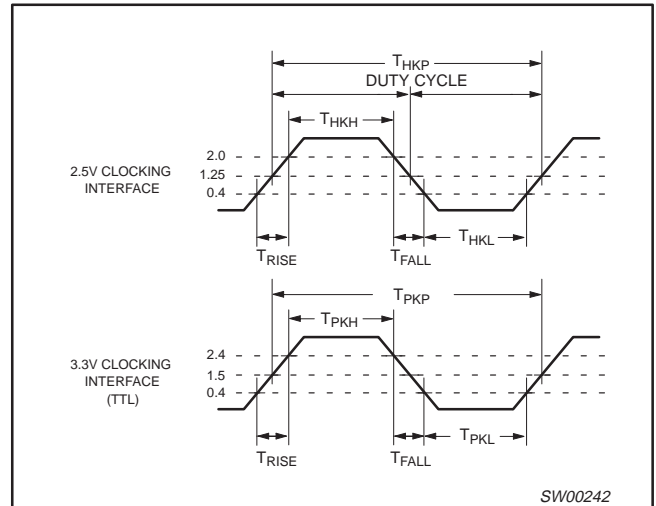 THKP
DUTY CYCLE
THKH
2.5V CLOCKING
INTERFACE
2.0
1.25
0.4
TRISE
TFALL
THKL
TPKP
TPKH
3.3V CLOCKING
INTERFACE
(TTL)
2.4
1.5
0.4
TRISE
TFALL
TPKL
SW00242